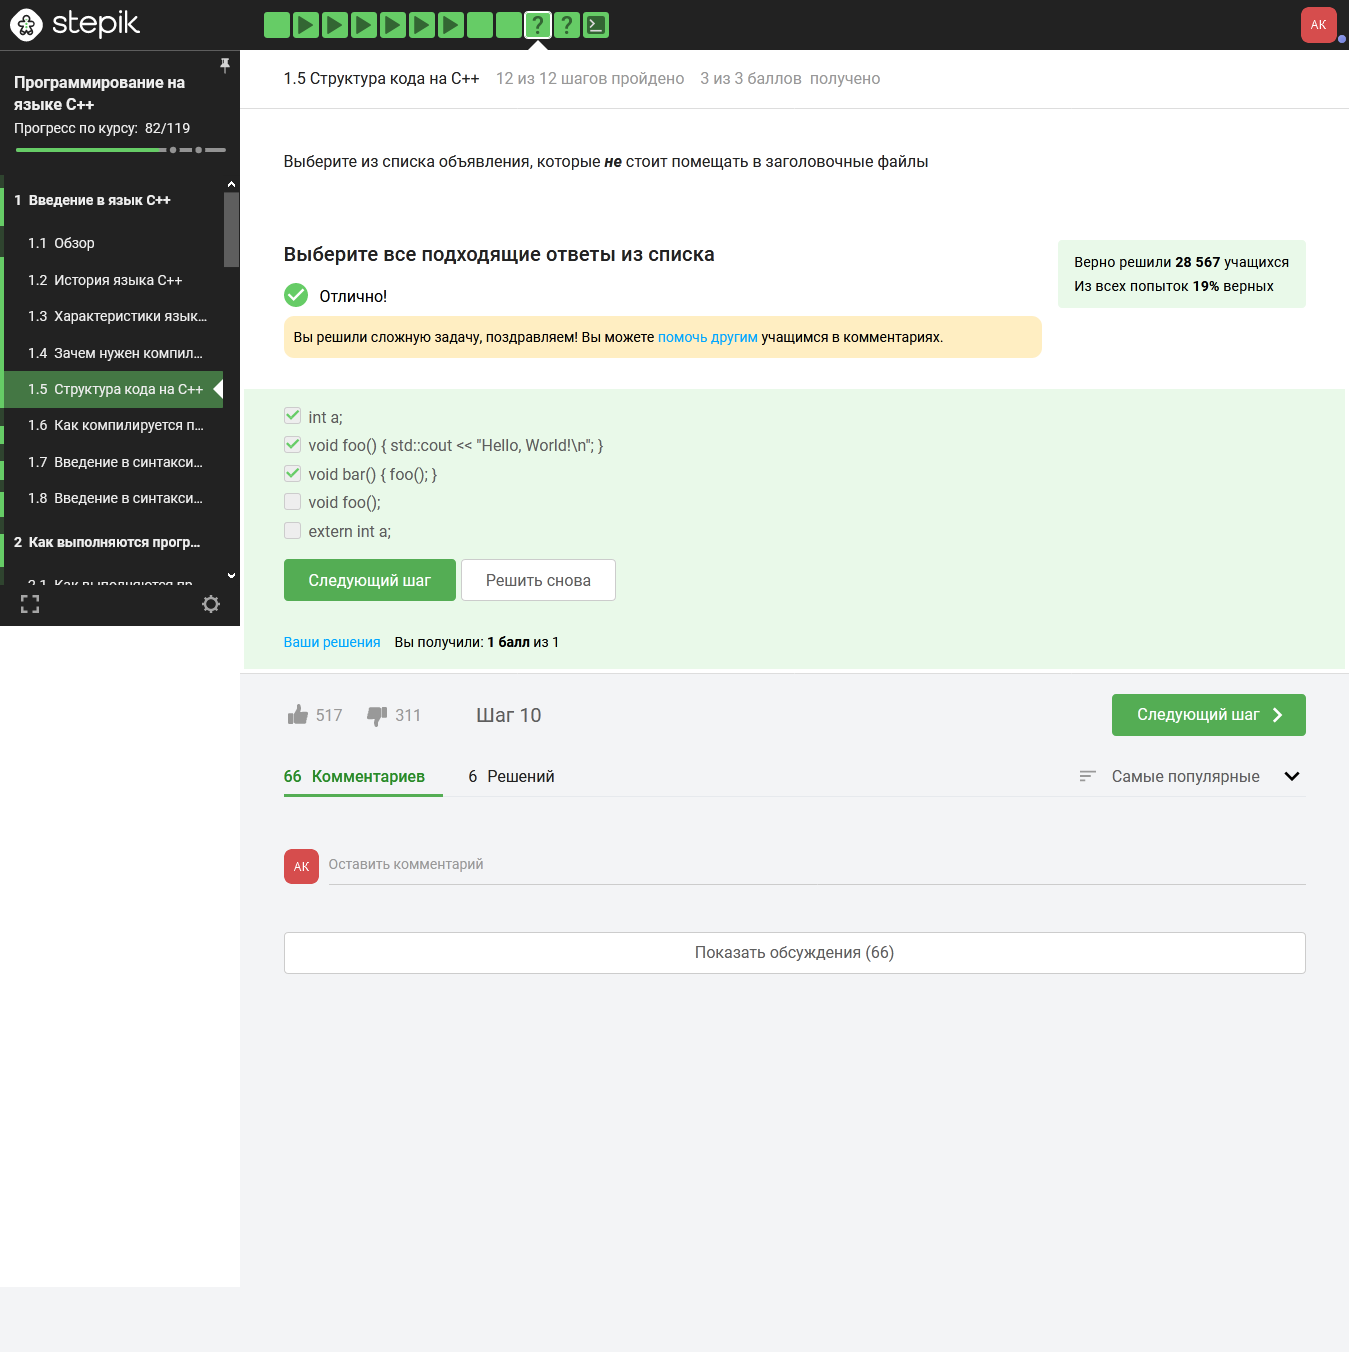 stepik
AK
Программирование на
языке C++
Прогресс по курсу: 82/119
1 Введение в язык C++
1.1 Обзор
1.2 История языка C++
1.3 Характеристики язык...
1.4 Зачем нужен компил...
1.5 Структура кода на C++
1.6 Как компилируется п...
1.7 Введение в синтакси...
1.8 Введение в синтакси...
2 Как выполняются прогр...
2.1 Как выполняются пр...
1.5 Структура кода на C++ 12 из 12 шагов пройдено 3 из 3 баллов получено
Выберите из списка объявления, которые не стоит помещать в заголовочные файлы
Выберите все подходящие ответы из списка
Верно решили 28 567 учащихся
Из всех попыток 19% верных
Отлично!
Вы решили сложную задачу, поздравляем! Вы можете помочь другим учащимся в комментариях.
int a;
void foo() { std::cout << "Hello, World!\n"; }
void bar() { foo(); }
void foo();
extern int a;
Следующий шаг Решить снова
Ваши решения Вы получили: 1 балл из 1
517 311 Шаг 10 Следующий шаг
66 Комментариев 6 Решений Самые популярные
AK Оставить комментарий
Показать обсуждения (66)